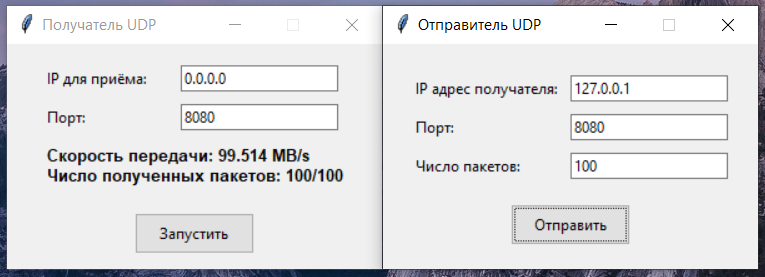 Получатель UDP
IP для приёма: 0.0.0.0
Порт: 8080
Скорость передачи: 99.514 MB/s
Число полученных пакетов: 100/100
Запустить
Отправитель UDP
IP адрес получателя: 127.0.0.1
Порт: 8080
Число пакетов: 100
Отправить